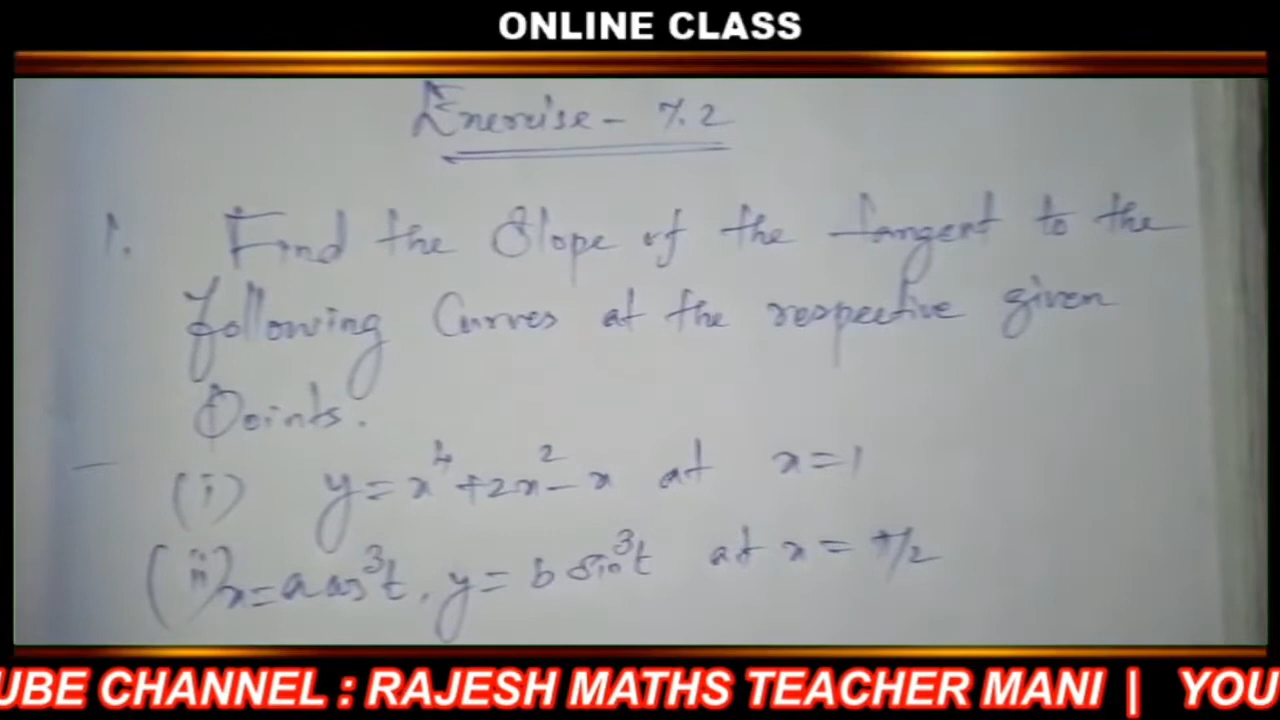 ONLINE CLASS
Exercise - 7.2
1. Find the Slope of the tangent to the
following Curves at the respective given
Points.
(i) y = x⁴ + 2x² - x at x = 1
(ii) x = a cos³t, y = b sin³t at x = π/2
UBE CHANNEL : RAJESH MATHS TEACHER MANI | YOU